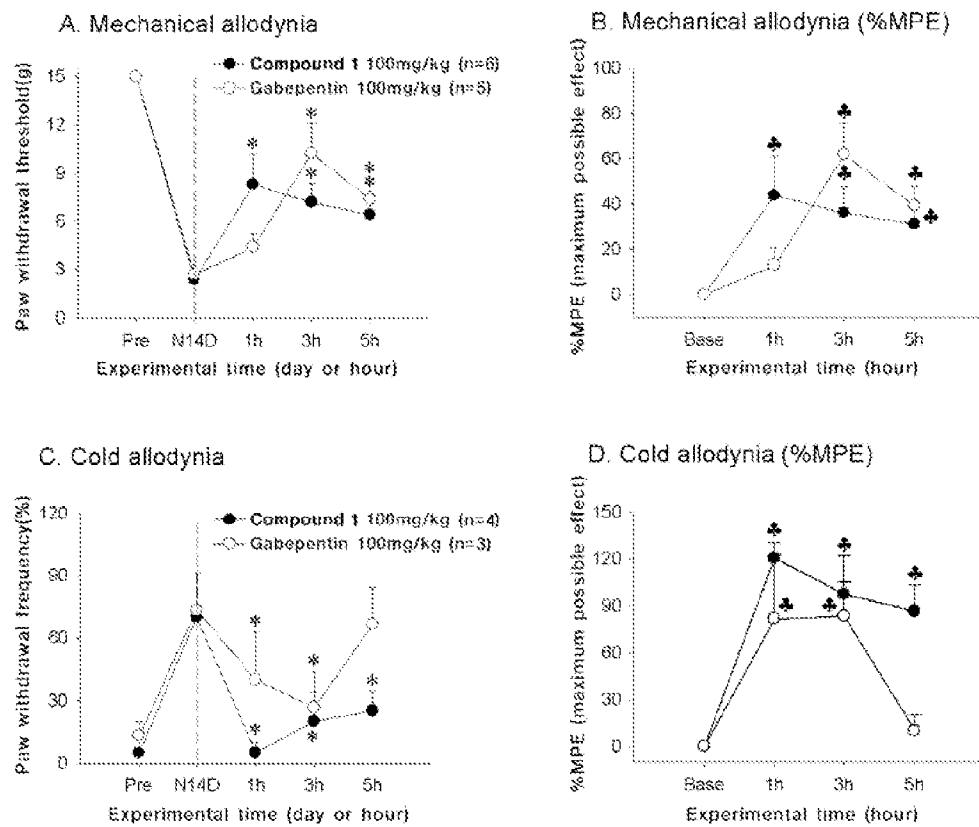 A. Mechanical allodynia
Paw withdrawal threshold(g)
15
12
9
6
3
0
Compound 1 100mg/kg (n=6)
Gabepentin 100mg/kg (n=5)
*
*
*
*
*
Pre N14D 1h 3h 5h
Experimental time (day or hour)
B. Mechanical allodynia (%MPE)
%MPE (maximum possible effect)
100
80
60
40
20
0
♣
♣
♣
♣
♣
Base 1h 3h 5h
Experimental time (hour)
C. Cold allodynia
Paw withdrawal frequency(%)
120
90
60
30
0
Compound 1 100mg/kg (n=4)
Gabepentin 100mg/kg (n=3)
*
*
*
*
*
Pre N14D 1h 3h 5h
Experimental time (day or hour)
D. Cold allodynia (%MPE)
%MPE (maximum possible effect)
150
120
90
60
30
0
♣
♣
♣
♣
♣
Base 1h 3h 5h
Experimental time (hour)